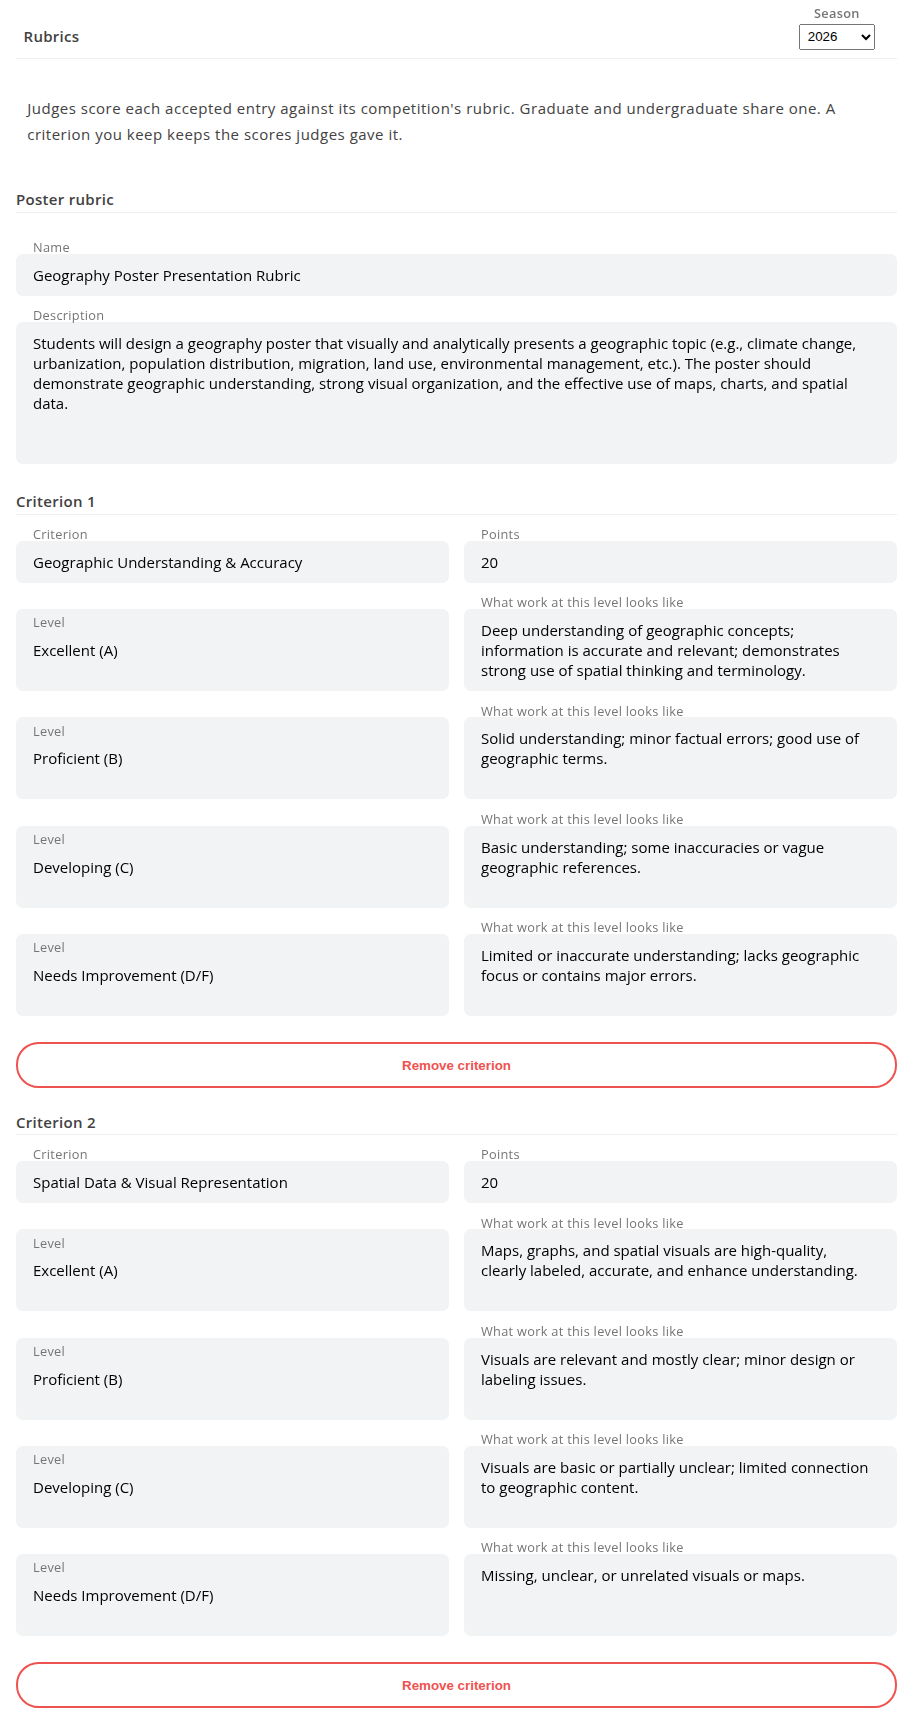 Season
Rubrics
2026
Judges score each accepted entry against its competition's rubric. Graduate and undergraduate share one. A
criterion you keep keeps the scores judges gave it.
Poster rubric
Name
Geography Poster Presentation Rubric
Description
Students will design a geography poster that visually and analytically presents a geographic topic (e.g., climate change,
urbanization, population distribution, migration, land use, environmental management, etc.). The poster should
demonstrate geographic understanding, strong visual organization, and the effective use of maps, charts, and spatial
data.
Criterion 1
Criterion
Geographic Understanding & Accuracy
Points
20
Level
Excellent (A)
What work at this level looks like
Deep understanding of geographic concepts;
information is accurate and relevant; demonstrates
strong use of spatial thinking and terminology.
Level
Proficient (B)
What work at this level looks like
Solid understanding; minor factual errors; good use of
geographic terms.
Level
Developing (C)
What work at this level looks like
Basic understanding; some inaccuracies or vague
geographic references.
Level
Needs Improvement (D/F)
What work at this level looks like
Limited or inaccurate understanding; lacks geographic
focus or contains major errors.
Remove criterion
Criterion 2
Criterion
Spatial Data & Visual Representation
Points
20
Level
Excellent (A)
What work at this level looks like
Maps, graphs, and spatial visuals are high-quality,
clearly labeled, accurate, and enhance understanding.
Level
Proficient (B)
What work at this level looks like
Visuals are relevant and mostly clear; minor design or
labeling issues.
Level
Developing (C)
What work at this level looks like
Visuals are basic or partially unclear; limited connection
to geographic content.
Level
Needs Improvement (D/F)
What work at this level looks like
Missing, unclear, or unrelated visuals or maps.
Remove criterion